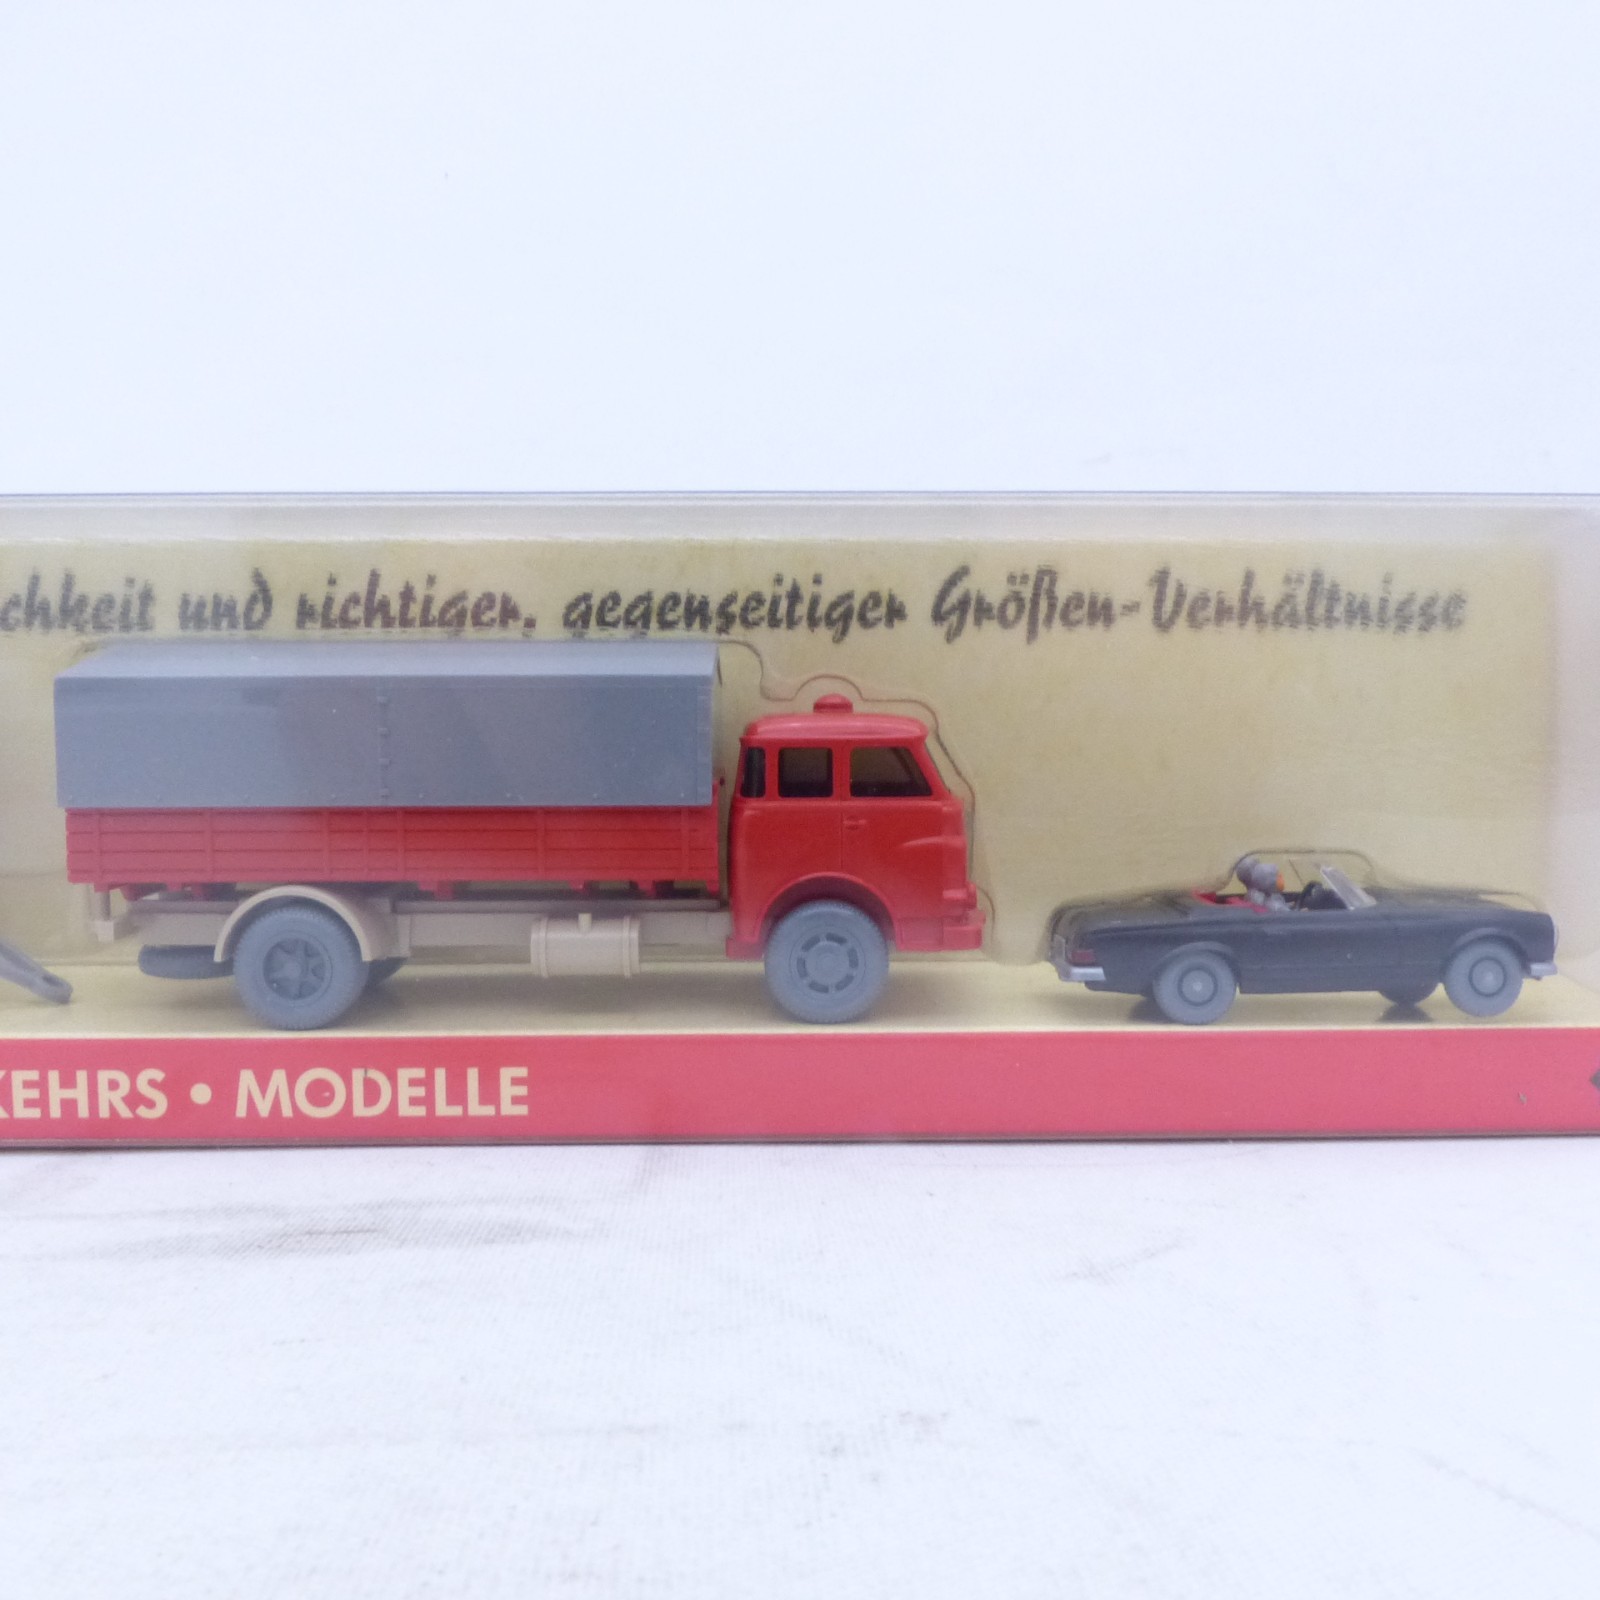 chkeit und richtiger, gegenseitiger Größen-Verhältnisse
KEHRS • MODELLE